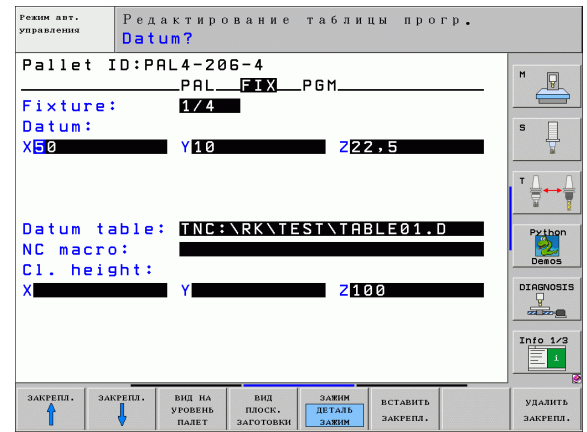 Режим авт.
управления
Редактирование таблицы прогр.
Datum?
Pallet ID:PAL4-206-4
PAL FIX PGM
Fixture: 1/4
Datum:
X50 Y10 Z22,5
Datum table: TNC:\RK\TEST\TABLE01.D
NC macro:
Cl. height:
X Y Z100
M
S
T
Python
Demos
DIAGNOSIS
Info 1/3
ЗАКРЕПЛ.
ЗАКРЕПЛ.
ВИД НА
УРОВЕНЬ
ПАЛЕТ
ВИД
ПЛОСК.
ЗАГОТОВКИ
ЗАЖИМ
ДЕТАЛЬ
ЗАЖИМ
ВСТАВИТЬ
ЗАКРЕПЛ.
УДАЛИТЬ
ЗАКРЕПЛ.